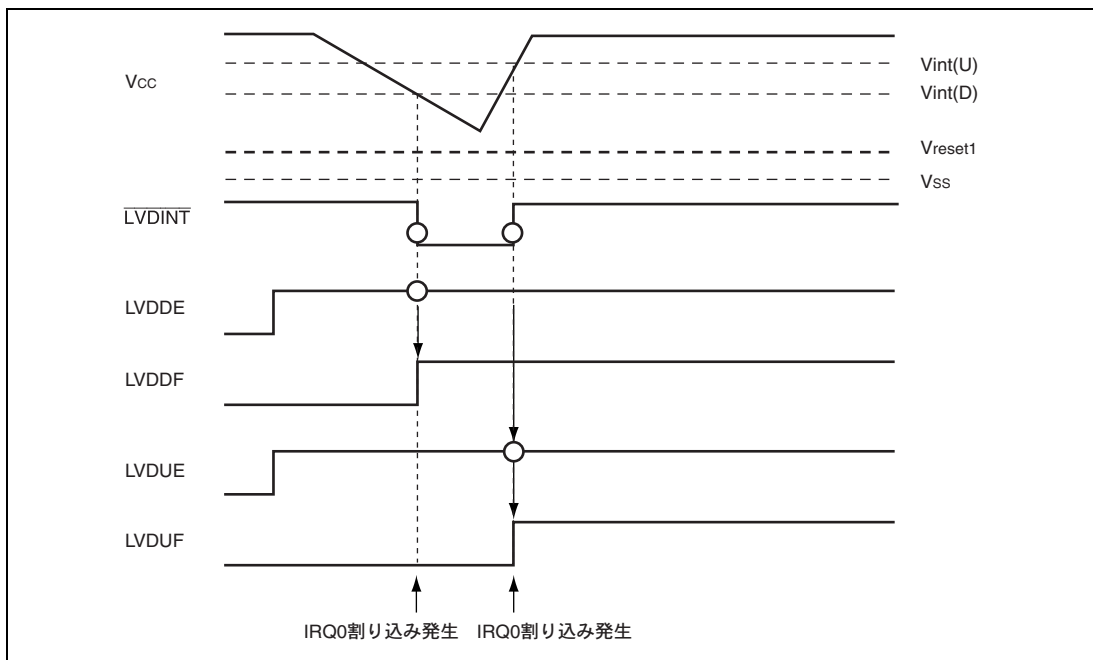 Vcc
Vint(U)
Vint(D)
Vreset1
Vss
LVDINT
LVDDE
LVDDF
LVDUE
LVDUF
IRQ0割り込み発生 IRQ0割り込み発生